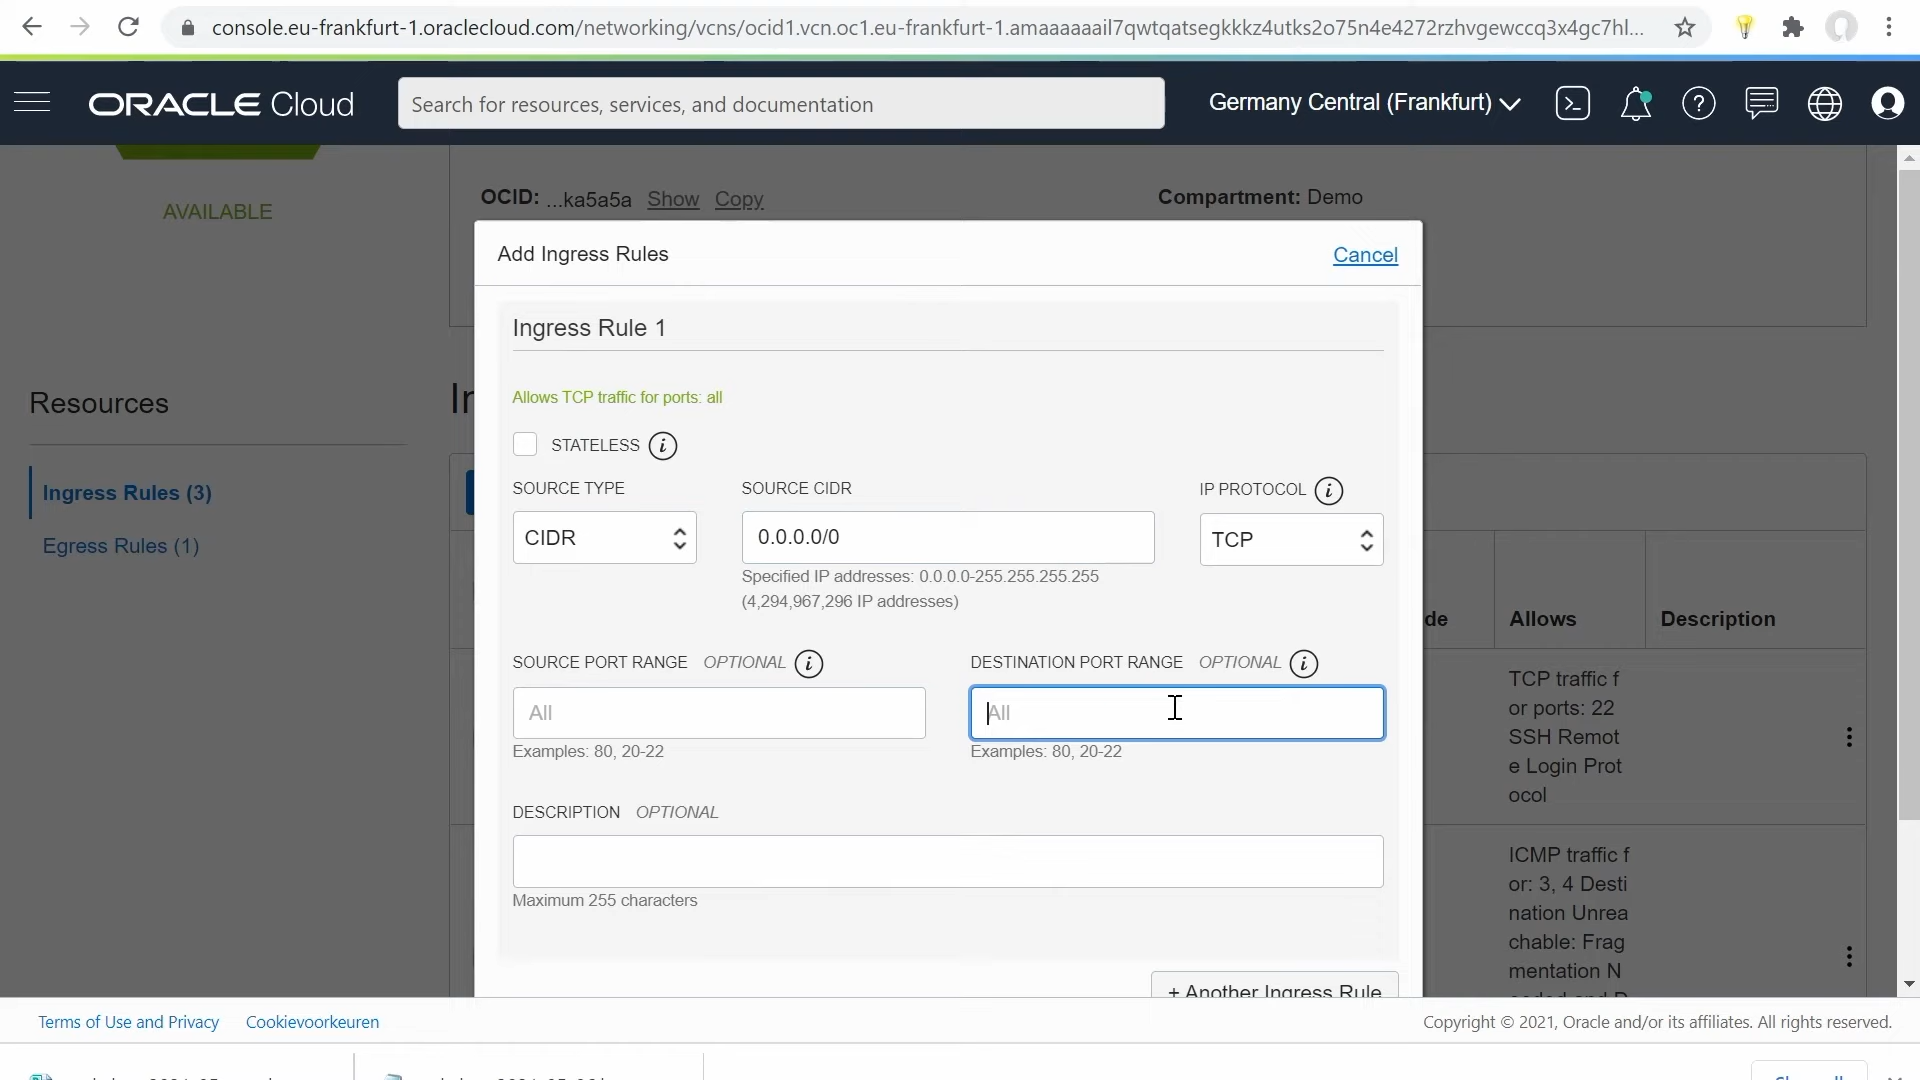 console.eu-frankfurt-1.oraclecloud.com/networking/vcns/ocid1.vcn.oc1.eu-frankfurt-1.amaaaaaail7qwtqatsegkkkz4utks2o75n4e4272rzhvgewccq3x4gc7hl...
ORACLE Cloud
Search for resources, services, and documentation
Germany Central (Frankfurt)
AVAILABLE
OCID: ...ka5a5a Show Copy
Compartment: Demo
Add Ingress Rules
Cancel
Ingress Rule 1
Allows TCP traffic for ports: all
STATELESS
SOURCE TYPE
SOURCE CIDR
IP PROTOCOL
CIDR
0.0.0.0/0
TCP
Specified IP addresses: 0.0.0.0-255.255.255.255
(4,294,967,296 IP addresses)
SOURCE PORT RANGE OPTIONAL
DESTINATION PORT RANGE OPTIONAL
All
All
Examples: 80, 20-22
Examples: 80, 20-22
DESCRIPTION OPTIONAL
Maximum 255 characters
+ Another Ingress Rule
Resources
Ingress Rules (3)
Egress Rules (1)
In
de
Allows
Description
TCP traffic f
or ports: 22
SSH Remot
e Login Prot
ocol
ICMP traffic f
or: 3, 4 Desti
nation Unrea
chable: Frag
mentation N
Terms of Use and Privacy
Cookievoorkeuren
Copyright © 2021, Oracle and/or its affiliates. All rights reserved.